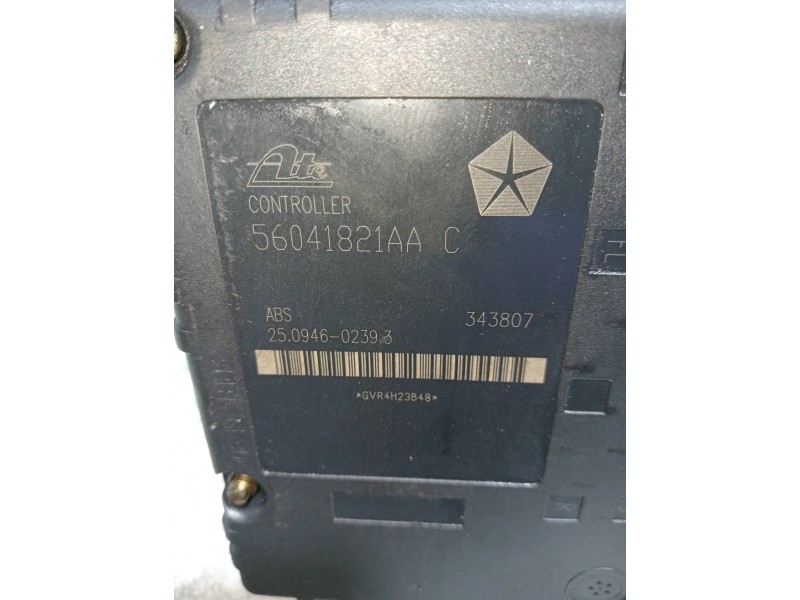 Ate
CONTROLLER
56041821AA C
ABS 343807
25.0946-0239.3
*GVR4H23B48*